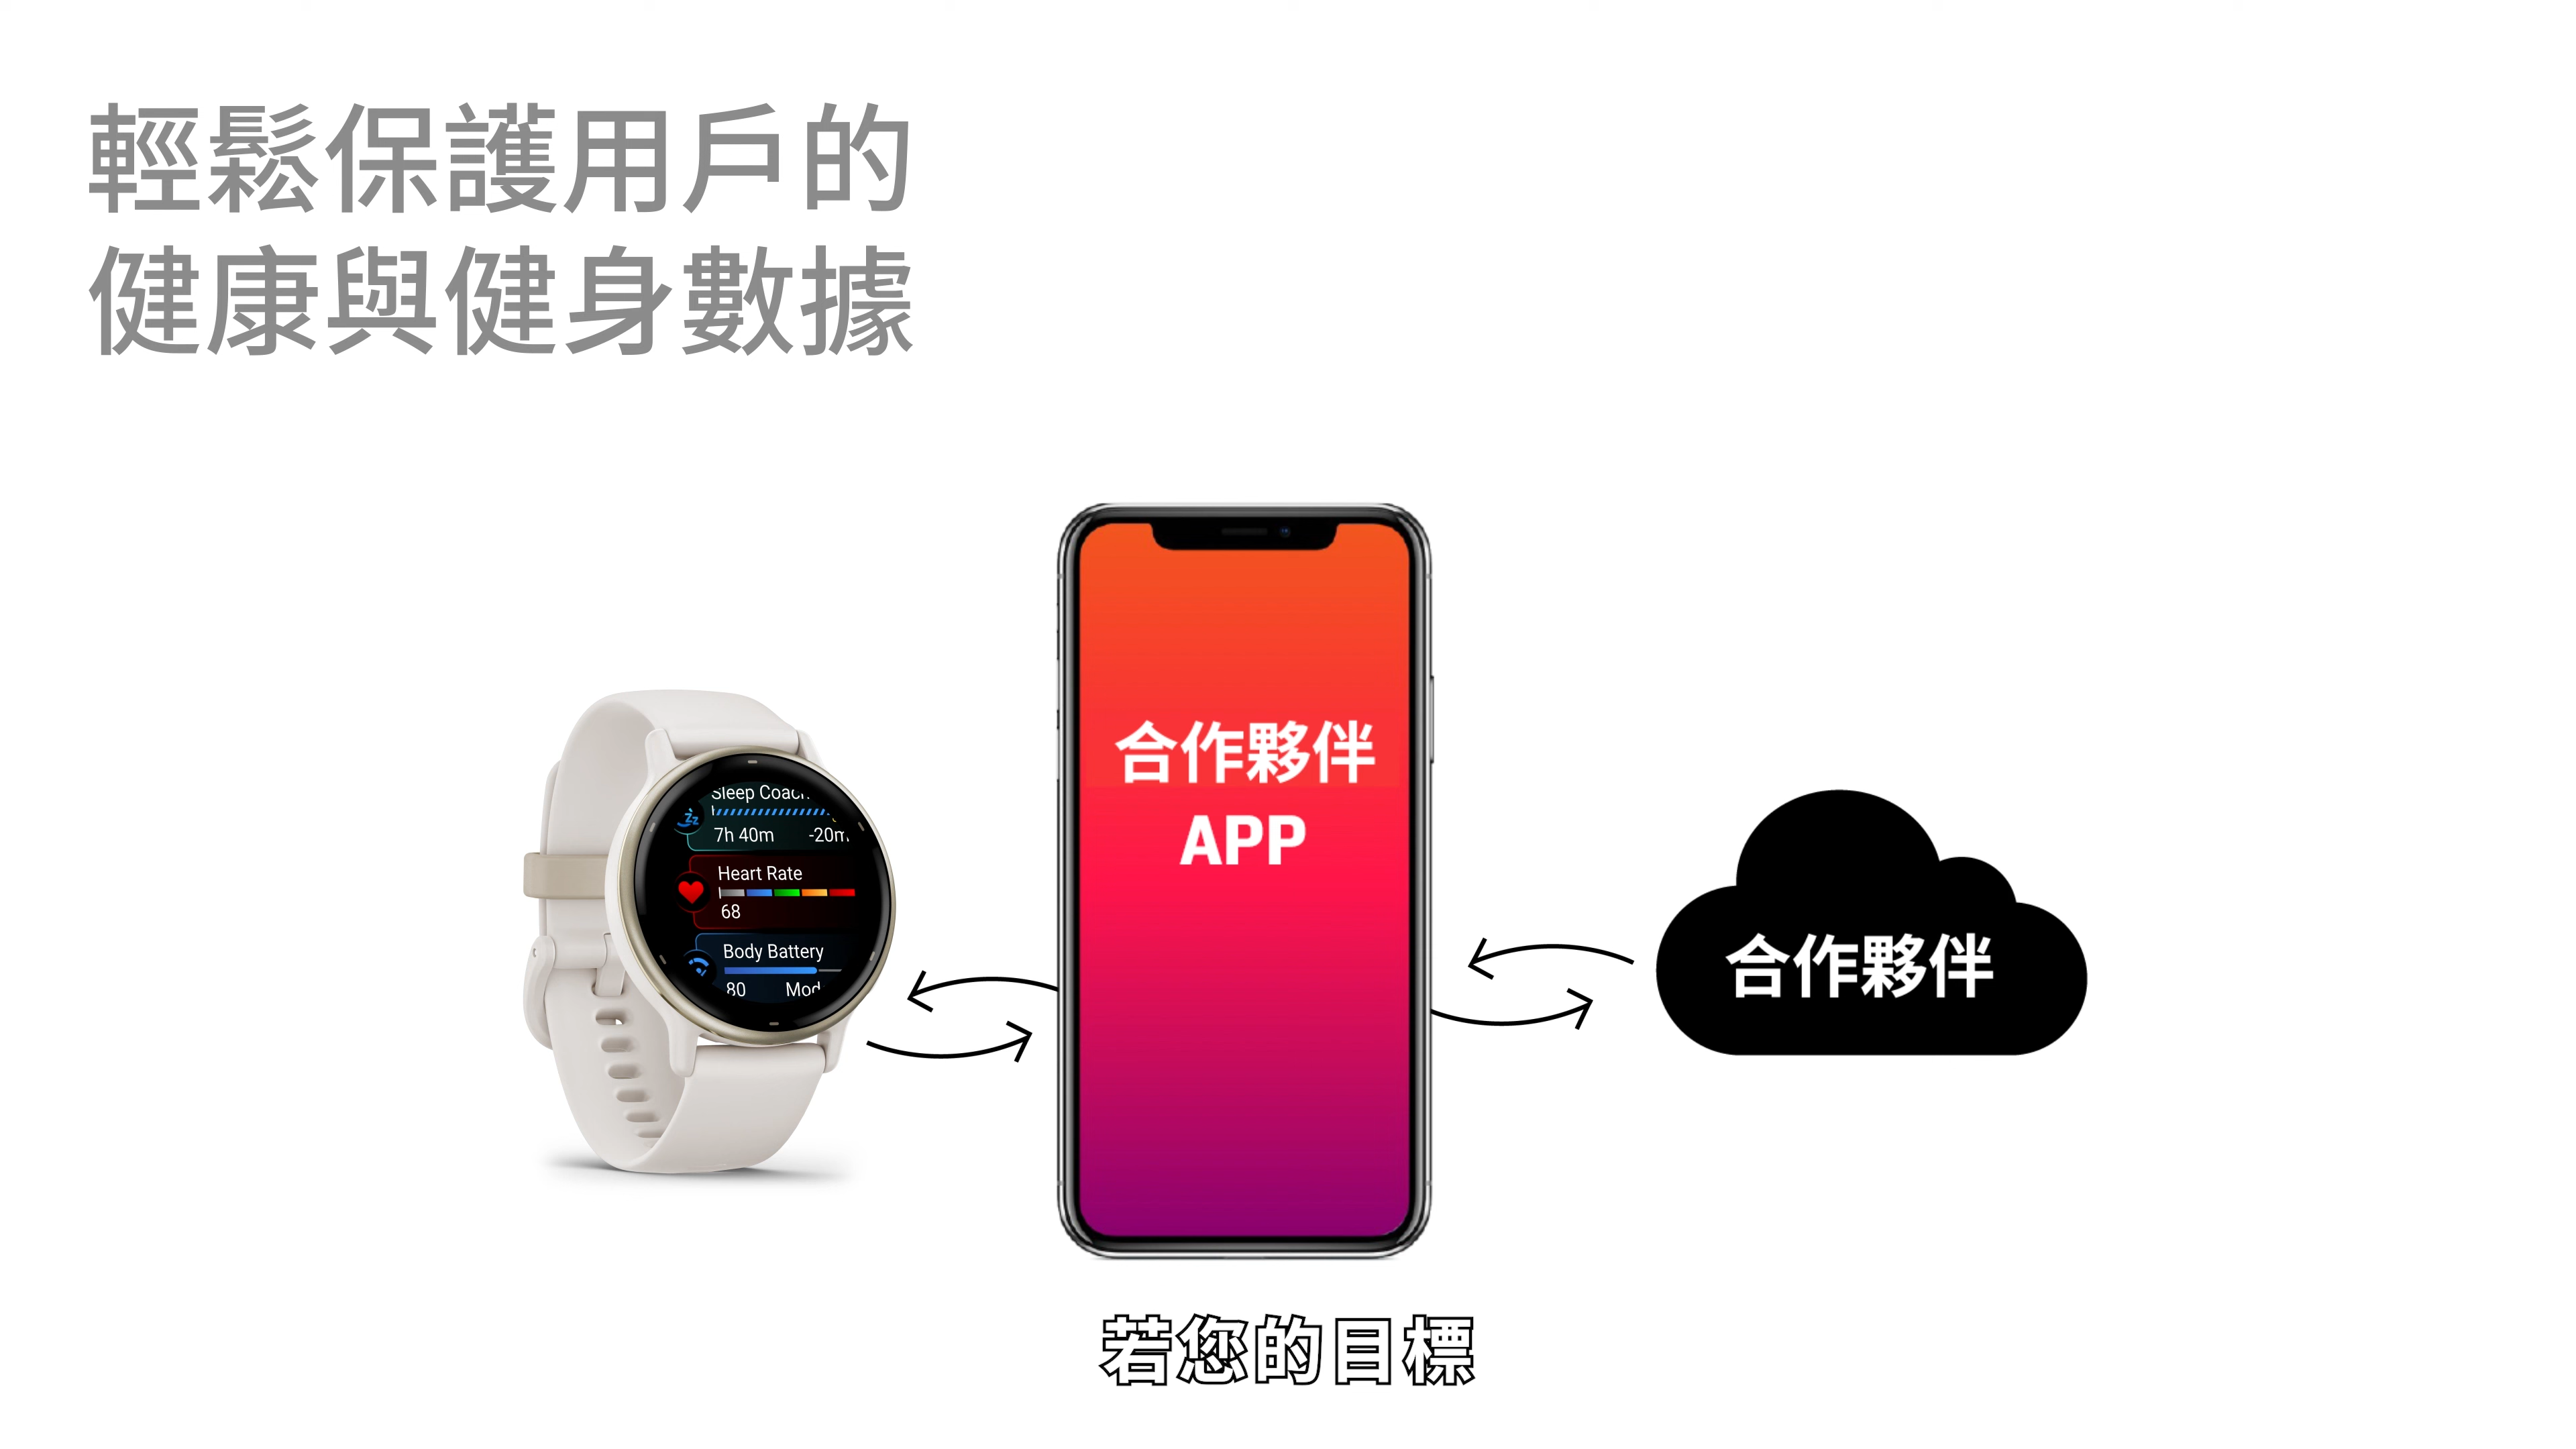 輕鬆保護用戶的
健康與健身數據
Sleep Coach
7h 40m -20m
Heart Rate
68
Body Battery
80 Mod
合作夥伴
APP
合作夥伴
若您的目標